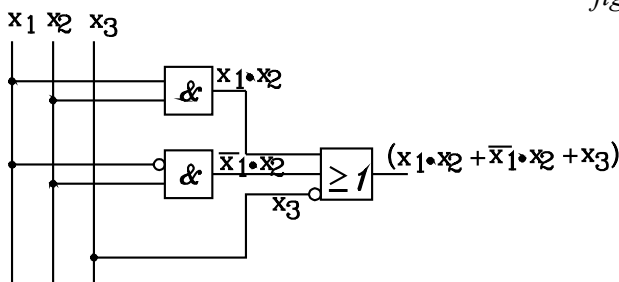 fig
x1 x2 x3
&
x1•x2
&
x̅1•x2
x3
≥1
(x1•x2 + x̅1•x2 + x3)